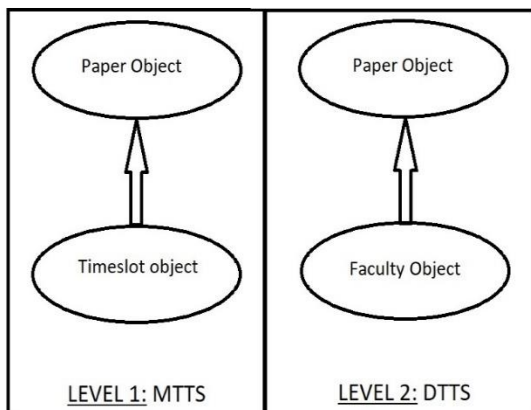 Paper Object
Timeslot object
LEVEL 1: MTTS
Paper Object
Faculty Object
LEVEL 2: DTTS